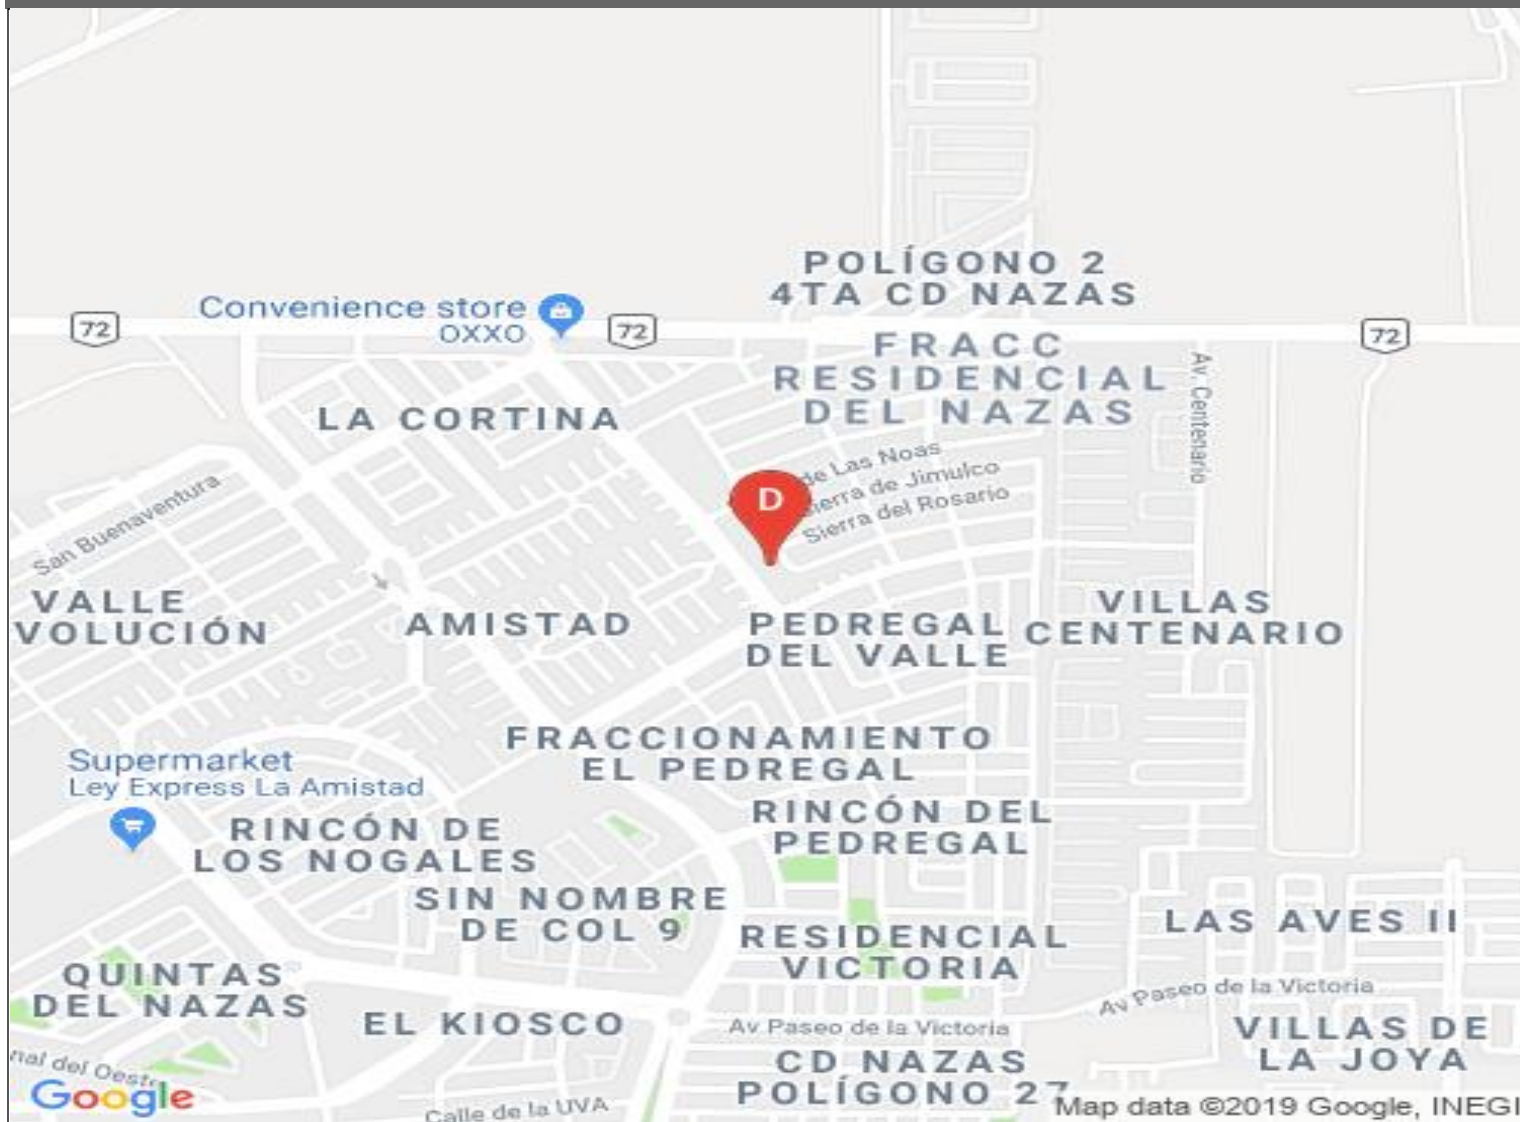 POLÍGONO 2
4TA CD NAZAS
Convenience store
OXXO
72
72
72
FRACC
RESIDENCIAL
DEL NAZAS
Av. Centenario
LA CORTINA
de Las Noas
Sierra de Jimulco
Sierra del Rosario
D
San Buenaventura
VALLE
VOLUCIÓN
AMISTAD
PEDREGAL
DEL VALLE
VILLAS
CENTENARIO
FRACCIONAMIENTO
EL PEDREGAL
Supermarket
Ley Express La Amistad
RINCÓN DEL
PEDREGAL
RINCÓN DE
LOS NOGALES
SIN NOMBRE
DE COL 9
LAS AVES II
RESIDENCIAL
VICTORIA
QUINTAS
DEL NAZAS
Av Paseo de la Victoria
EL KIOSCO
Av Paseo de la Victoria
VILLAS DE
LA JOYA
CD NAZAS
POLÍGONO 27
nal del Oeste
Google
Calle de la UVA
Map data ©2019 Google, INEGI